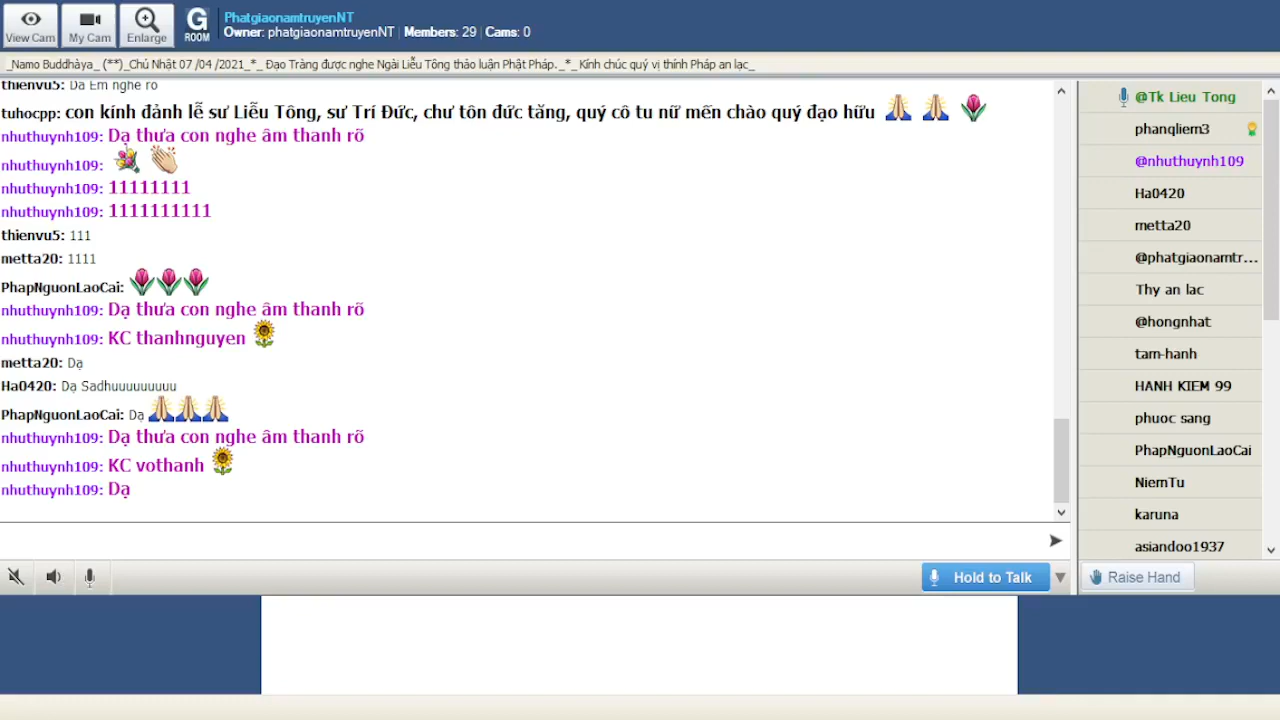 View Cam
My Cam
Enlarge
G
ROOM
PhatgiaonamtruyenNT
Owner: phatgiaonamtruyenNT | Members: 29 | Cams: 0
_Namo Buddhàya_ (**)_Chủ Nhật 07 /04 /2021_*_ Đạo Tràng được nghe Ngài Liễu Tông thảo luận Phật Pháp._*_ Kính chúc quý vị thính Pháp an lạc_
thienvu5: Dạ Em nghe rõ
tuhocpp: con kính đảnh lễ sư Liễu Tông, sư Trí Đức, chư tôn đức tăng, quý cô tu nữ mến chào quý đạo hữu
nhuthuynh109: Dạ thưa con nghe âm thanh rõ
nhuthuynh109:
nhuthuynh109: 11111111
nhuthuynh109: 1111111111
thienvu5: 111
metta20: 1111
PhapNguonLaoCai:
nhuthuynh109: Dạ thưa con nghe âm thanh rõ
nhuthuynh109: KC thanhnguyen
metta20: Dạ
Ha0420: Dạ Sadhuuuuuuuuu
PhapNguonLaoCai: Dạ
nhuthuynh109: Dạ thưa con nghe âm thanh rõ
nhuthuynh109: KC vothanh
nhuthuynh109: Dạ
@Tk Lieu Tong
phanqliem3
@nhuthuynh109
Ha0420
metta20
@phatgiaonamtr...
Thy an lac
@hongnhat
tam-hanh
HANH KIEM 99
phuoc sang
PhapNguonLaoCai
NiemTu
karuna
asiandoo1937
Hold to Talk
Raise Hand